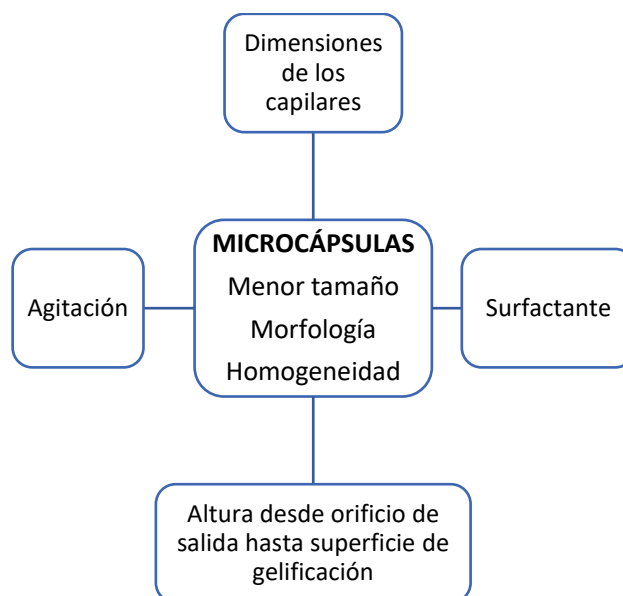 Dimensiones
de los
capilares
MICROCÁPSULAS
Menor tamaño
Morfología
Homogeneidad
Agitación
Surfactante
Altura desde orificio de
salida hasta superficie de
gelificación